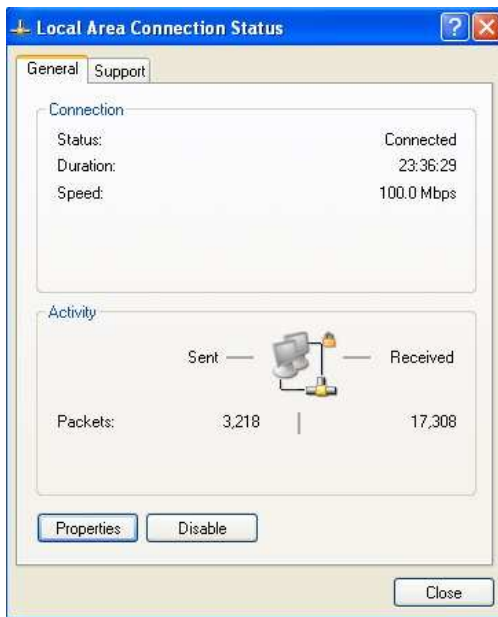 Local Area Connection Status
General Support
Connection
Status: Connected
Duration: 23:36:29
Speed: 100.0 Mbps
Activity
Sent Received
Packets: 3,218 17,308
Properties Disable
Close